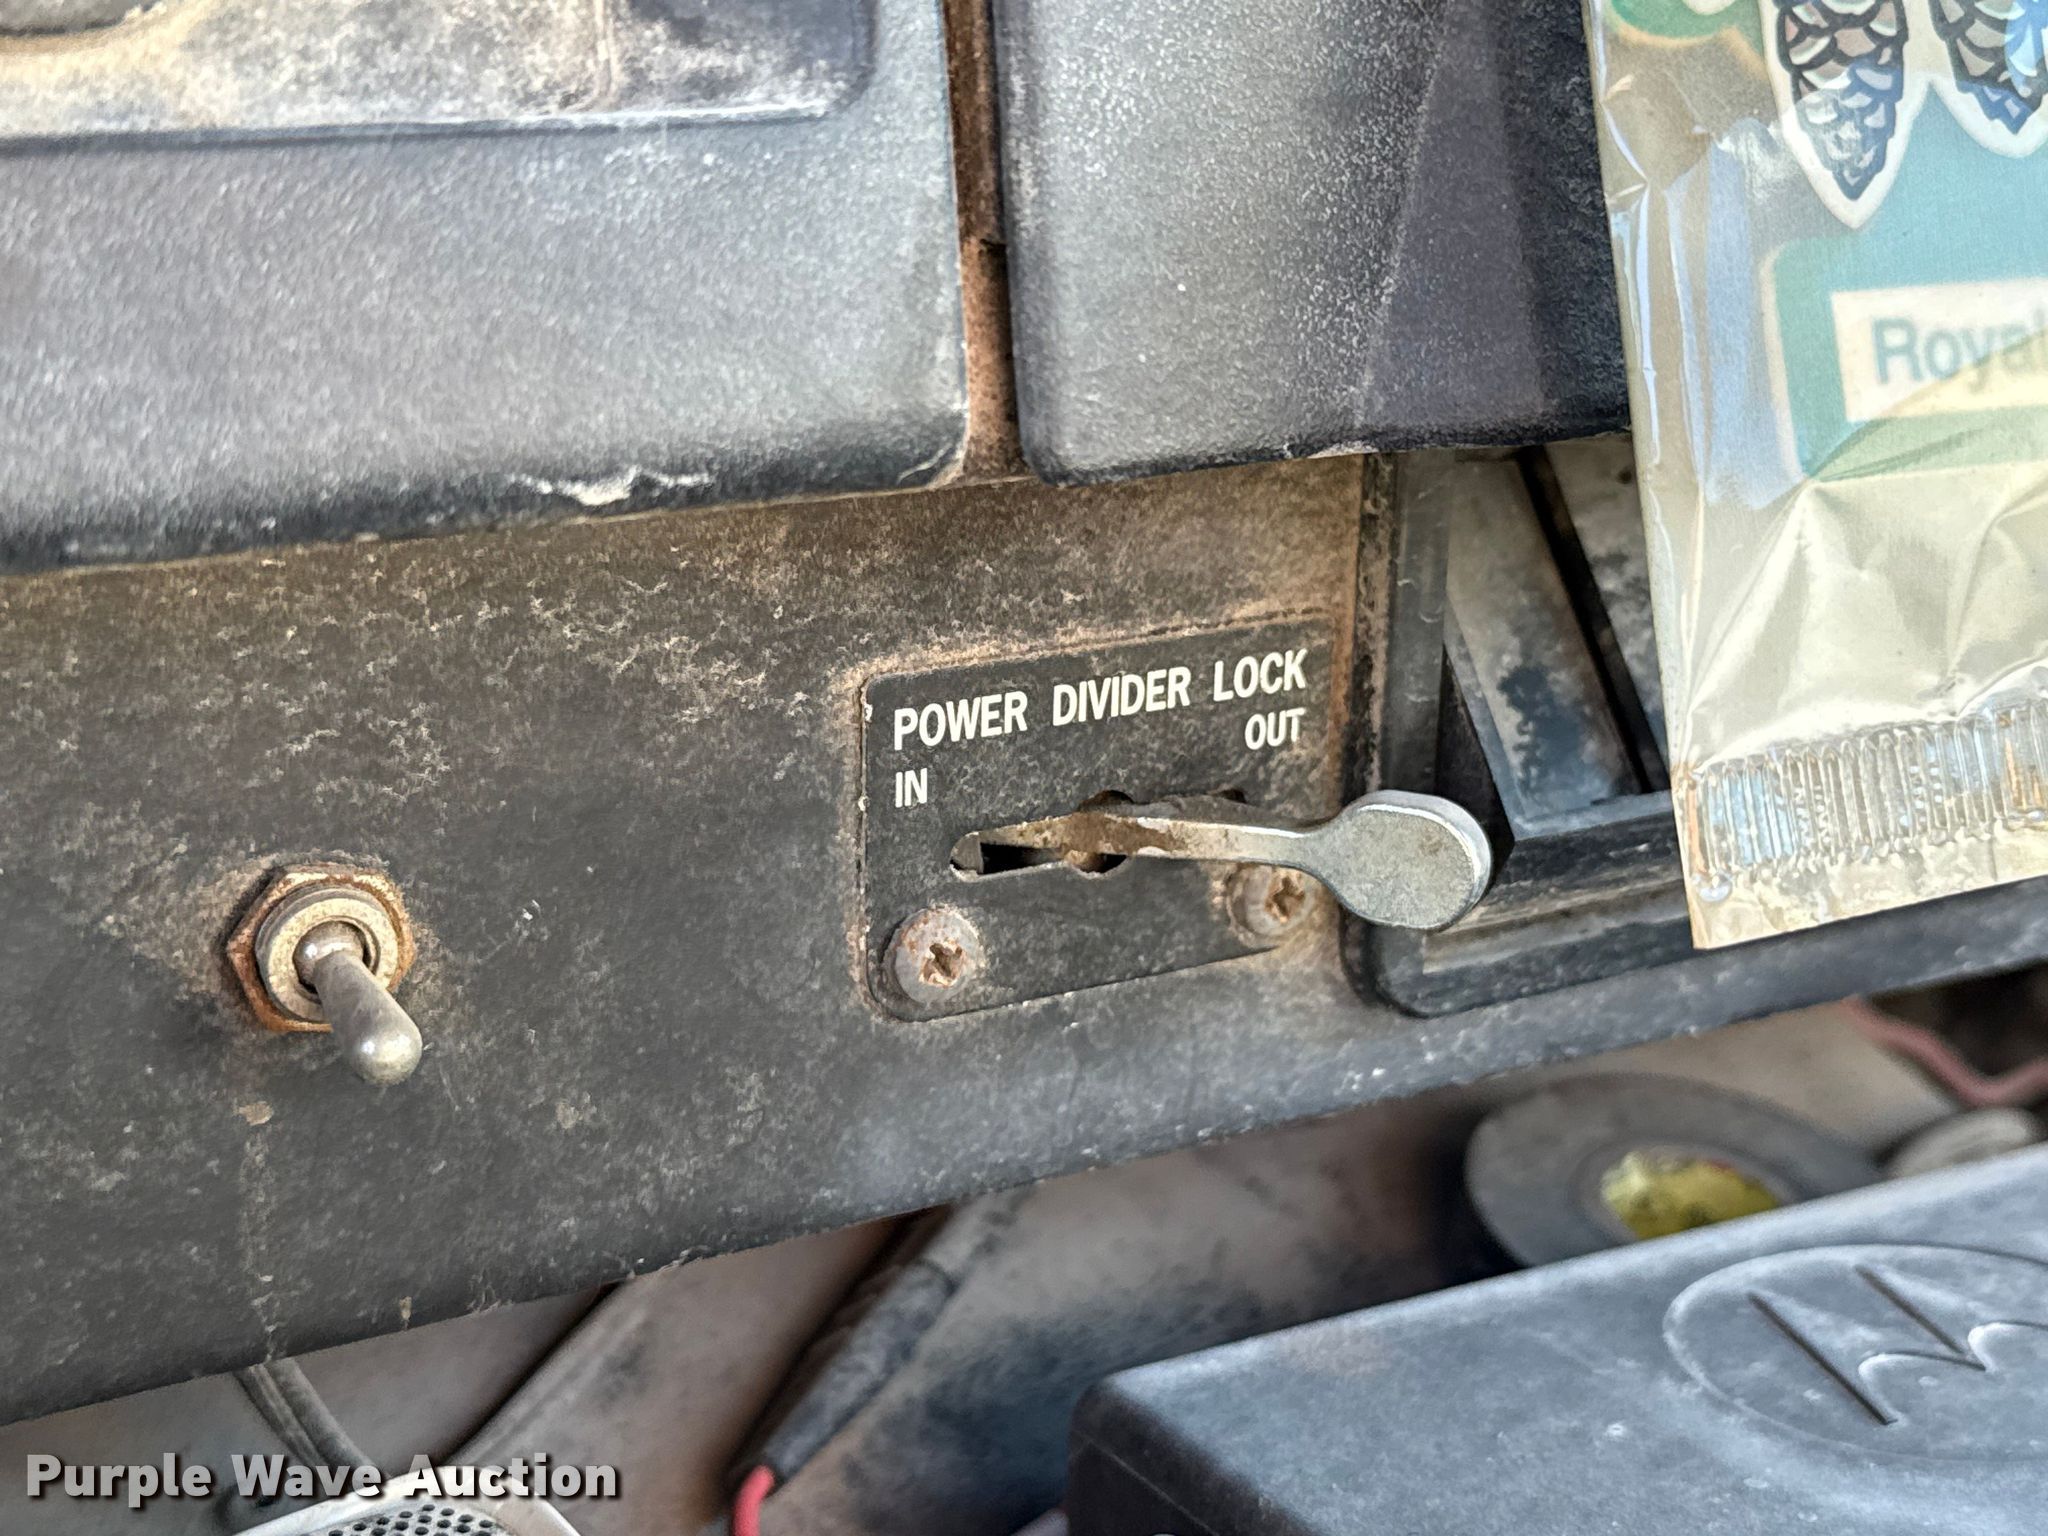 Royal
POWER DIVIDER LOCK
OUT
IN
Purple Wave Auction